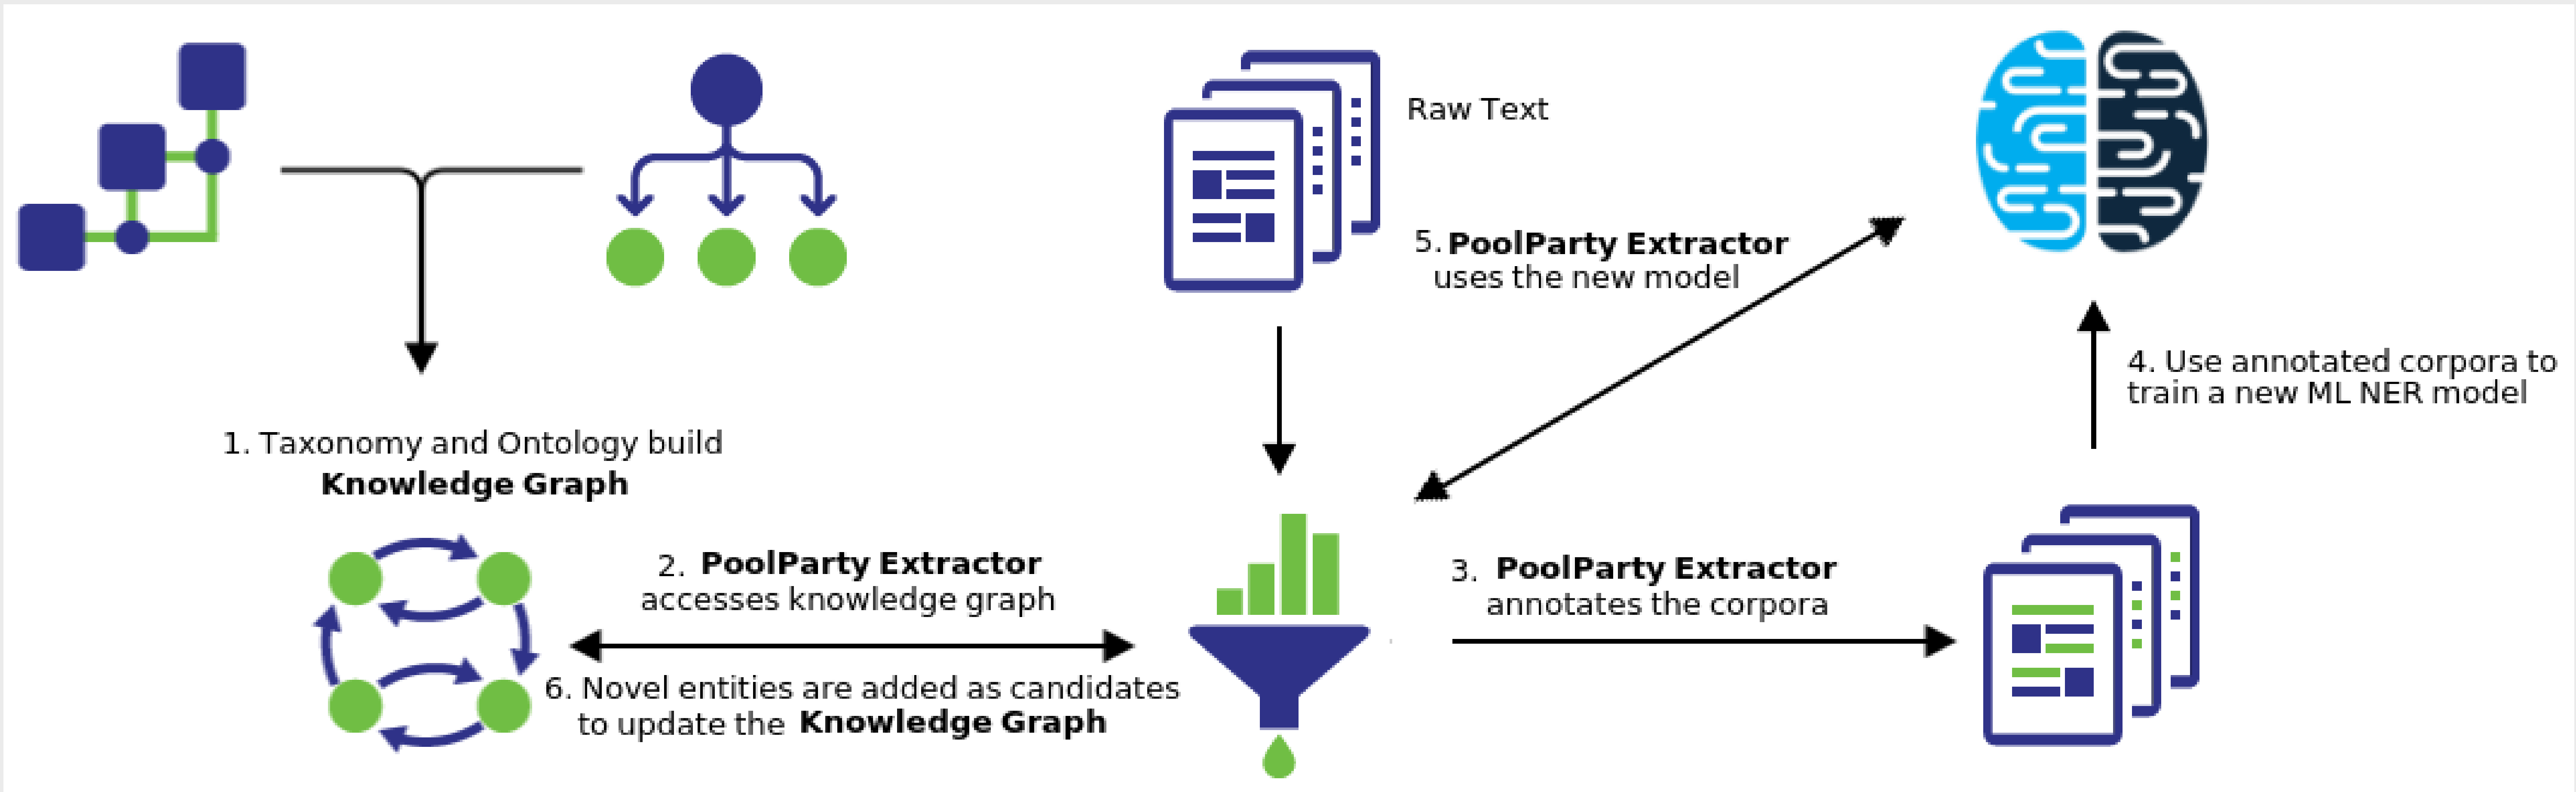 Raw Text
5. PoolParty Extractor
uses the new model
4. Use annotated corpora to
train a new ML NER model
1. Taxonomy and Ontology build
Knowledge Graph
2. PoolParty Extractor
accesses knowledge graph
3. PoolParty Extractor
annotates the corpora
6. Novel entities are added as candidates
to update the Knowledge Graph